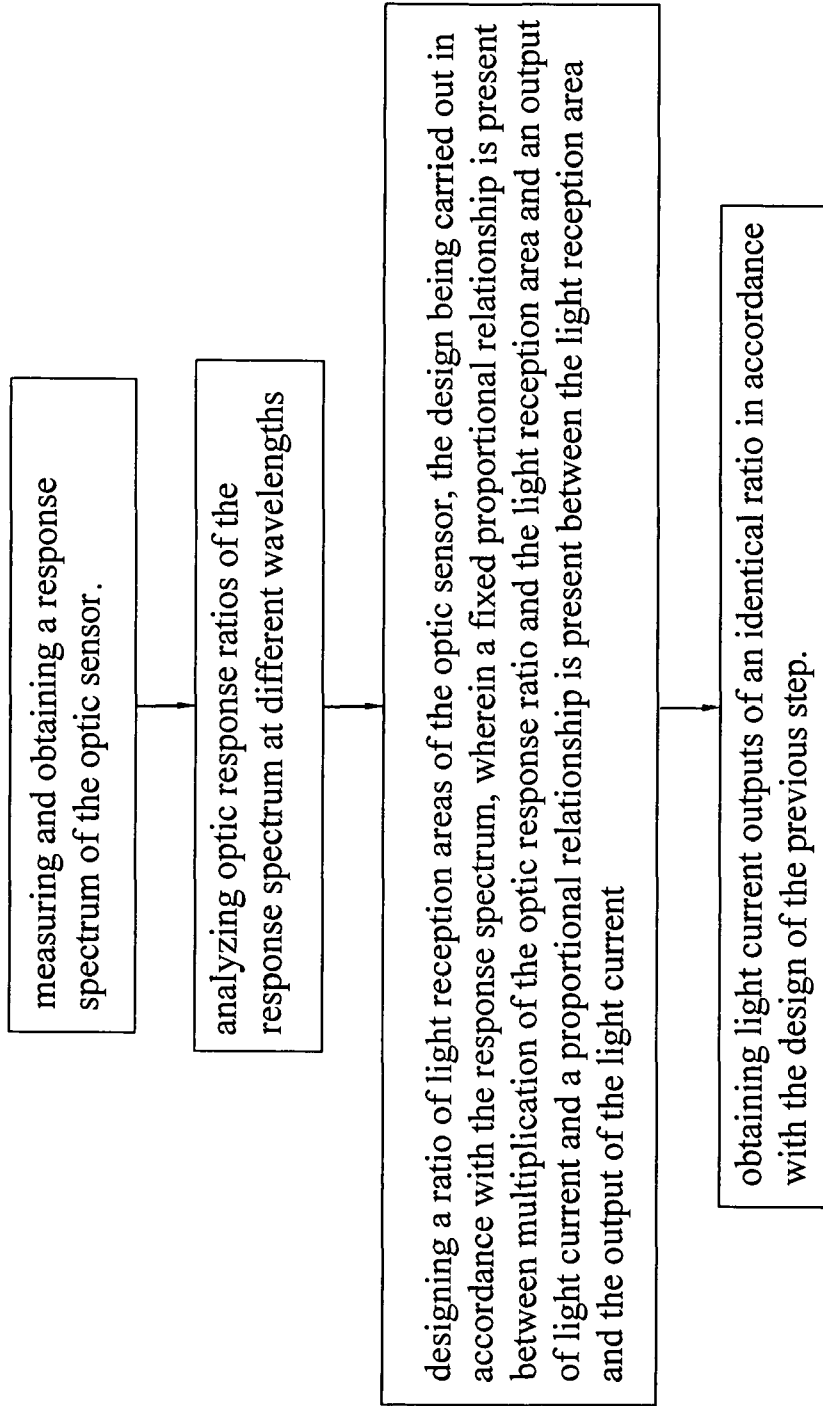 measuring and obtaining a response
spectrum of the optic sensor.
analyzing optic response ratios of the
response spectrum at different wavelengths
designing a ratio of light reception areas of the optic sensor, the design being carried out in
accordance with the response spectrum, wherein a fixed proportional relationship is present
between multiplication of the optic response ratio and the light reception area and an output
of light current and a proportional relationship is present between the light reception area
and the output of the light current
obtaining light current outputs of an identical ratio in accordance
with the design of the previous step.